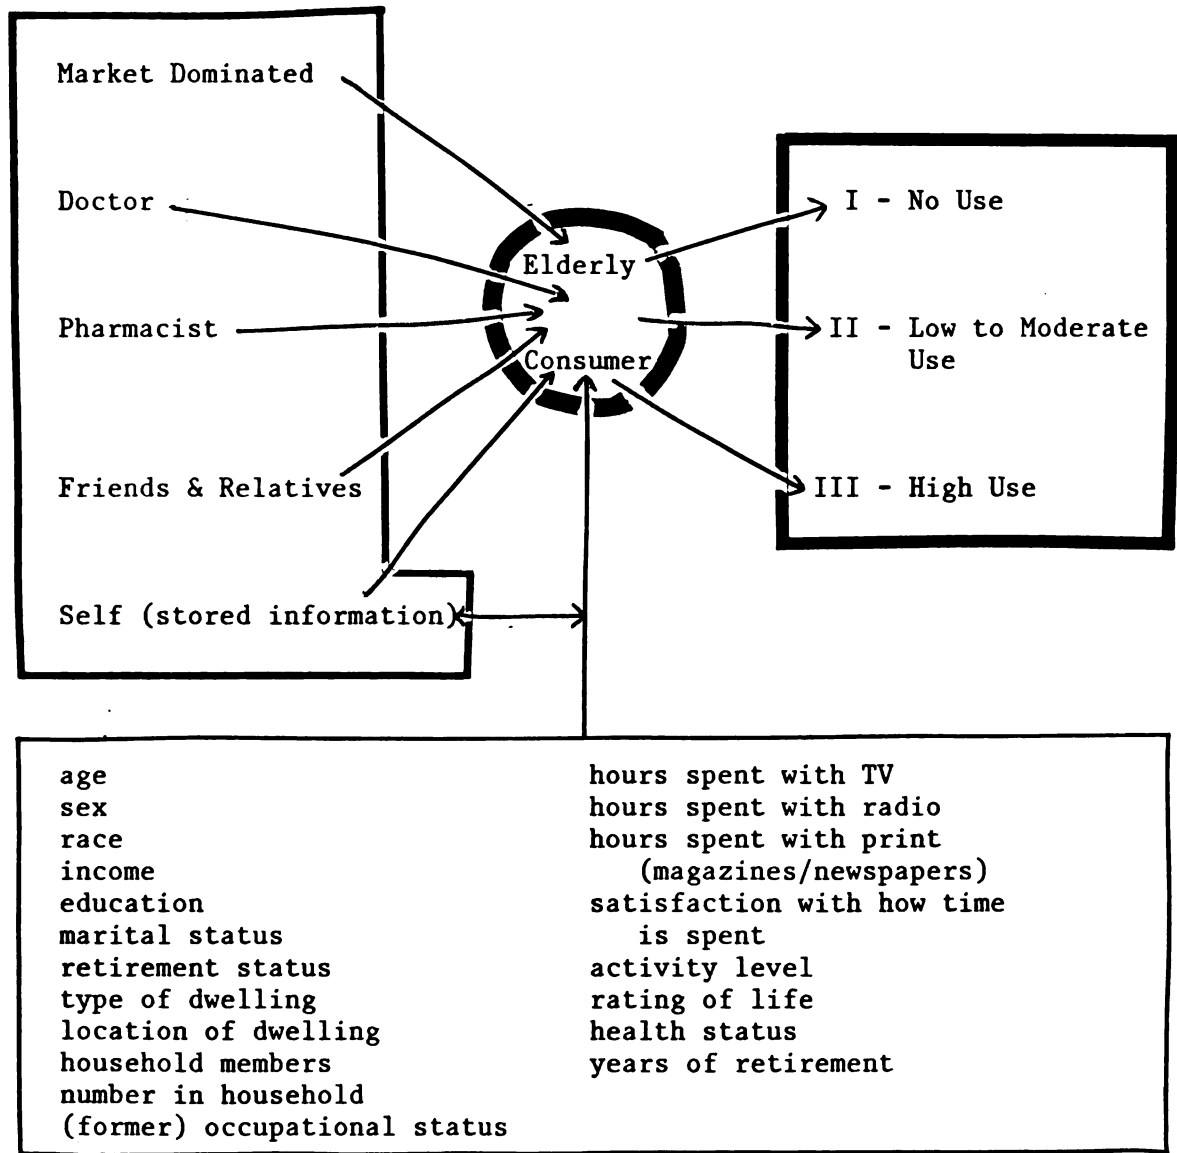 Market Dominated
Doctor
Pharmacist
Friends & Relatives
Self (stored information)
Elderly
Consumer
I - No Use
II - Low to Moderate
Use
III - High Use
age
sex
race
income
education
marital status
retirement status
type of dwelling
location of dwelling
household members
number in household
(former) occupational status
hours spent with TV
hours spent with radio
hours spent with print
(magazines/newspapers)
satisfaction with how time
is spent
activity level
rating of life
health status
years of retirement